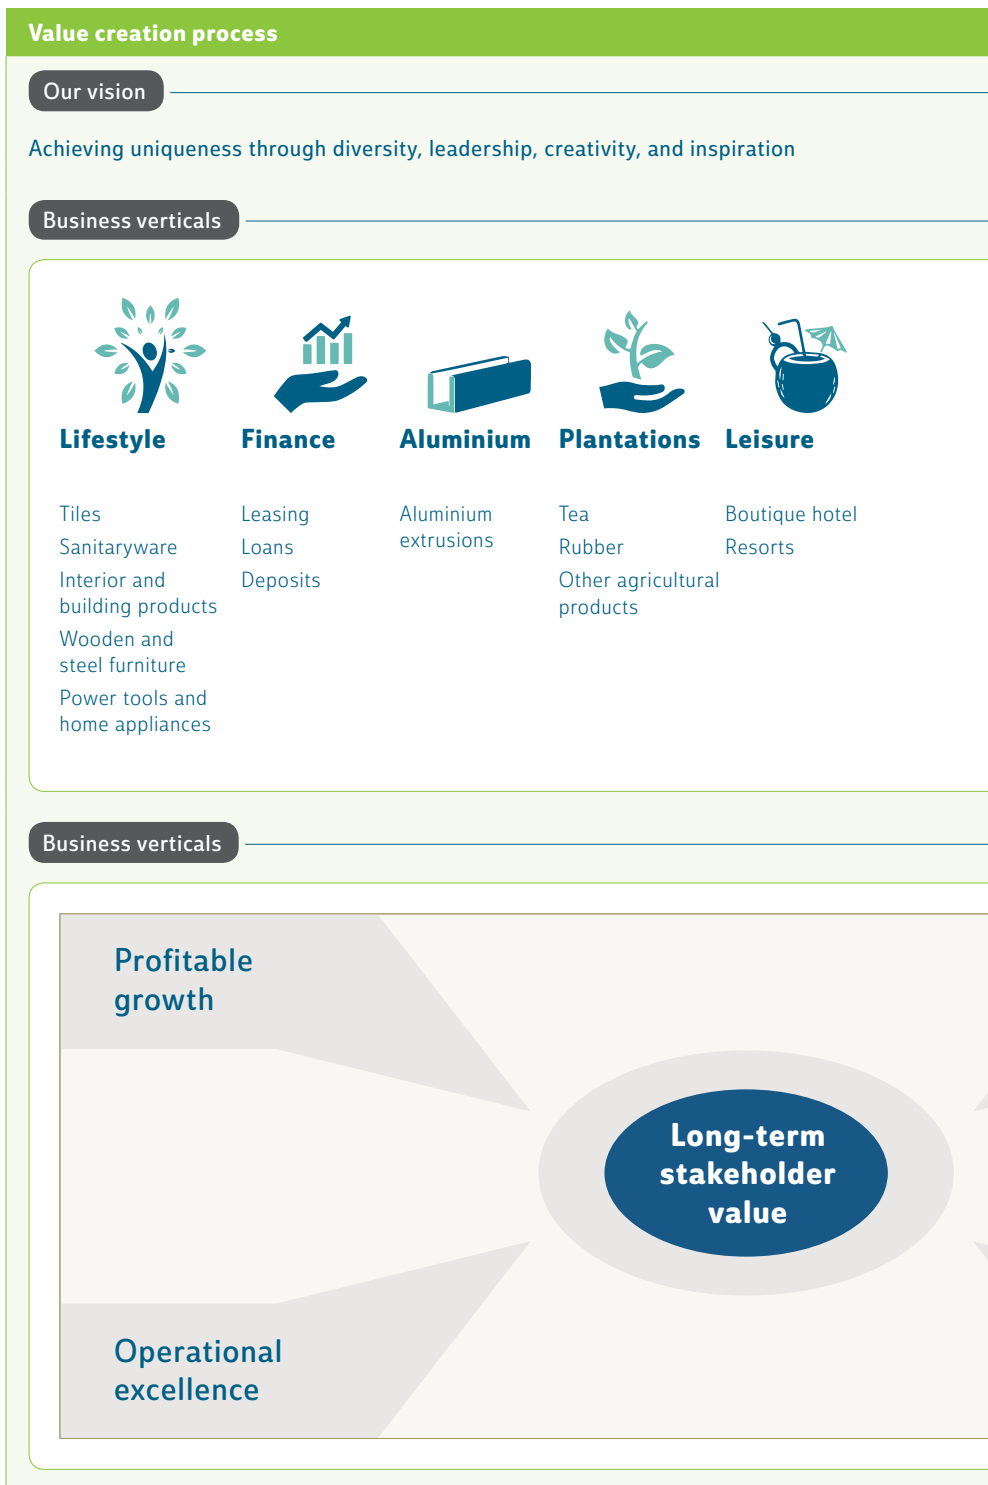 Value creation process
Our vision
Achieving uniqueness through diversity, leadership, creativity, and inspiration
Business verticals
Lifestyle
Tiles
Sanitaryware
Interior and
building products
Wooden and
steel furniture
Power tools and
home appliances
Finance
Leasing
Loans
Deposits
Aluminium
Aluminium
extrusions
Plantations
Tea
Rubber
Other agricultural
products
Leisure
Boutique hotel
Resorts
Business verticals
Profitable
growth
Long-term
stakeholder
value
Operational
excellence